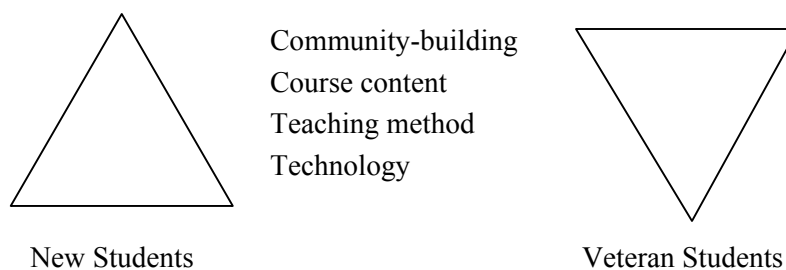 Community-building
Course content
Teaching method
Technology
New Students
Veteran Students